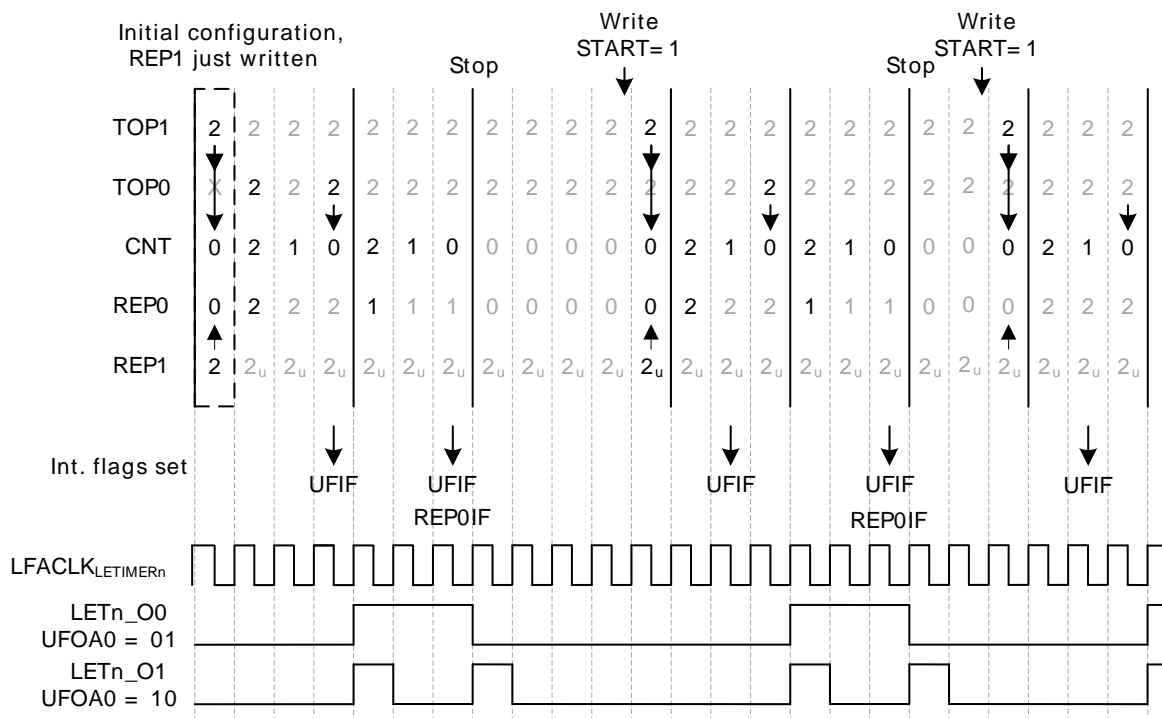 Initial configuration,
REP1 just written
Stop
Write
START= 1
Stop
Write
START= 1
TOP1 2 2 2 2 2 2 2 2 2 2 2 2 2 2 2 2 2 2 2 2 2 2 2 2
TOP0 X 2 2 2 2 2 2 2 2 2 2 2 2 2 2 2 2 2 2 2 2 2 2 2
CNT 0 2 1 0 2 1 0 0 0 0 0 0 2 1 0 2 1 0 0 0 0 2 1 0
REP0 0 2 2 2 1 1 1 0 0 0 0 0 2 2 2 1 1 1 0 0 0 2 2 2
REP1 2 2u 2u 2u 2u 2u 2u 2u 2u 2u 2u 2u 2u 2u 2u 2u 2u 2u 2u 2u 2u 2u 2u 2u
Int. flags set
UFIF UFIF UFIF UFIF UFIF
REP0IF REP0IF
LFACLKLETIMERn
LETn_O0
UFOA0 = 01
LETn_O1
UFOA0 = 10